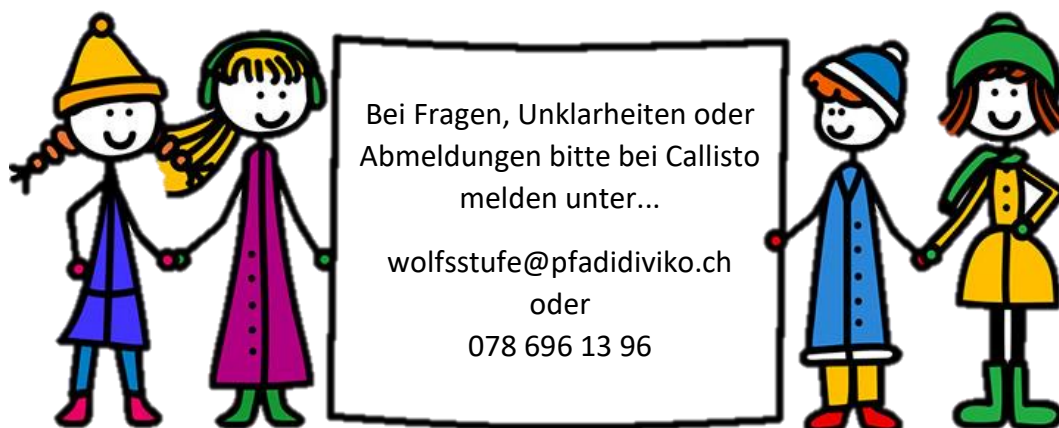 Bei Fragen, Unklarheiten oder
Abmeldungen bitte bei Callisto
melden unter...
wolfsstufe@pfadidiviko.ch
oder
078 696 13 96